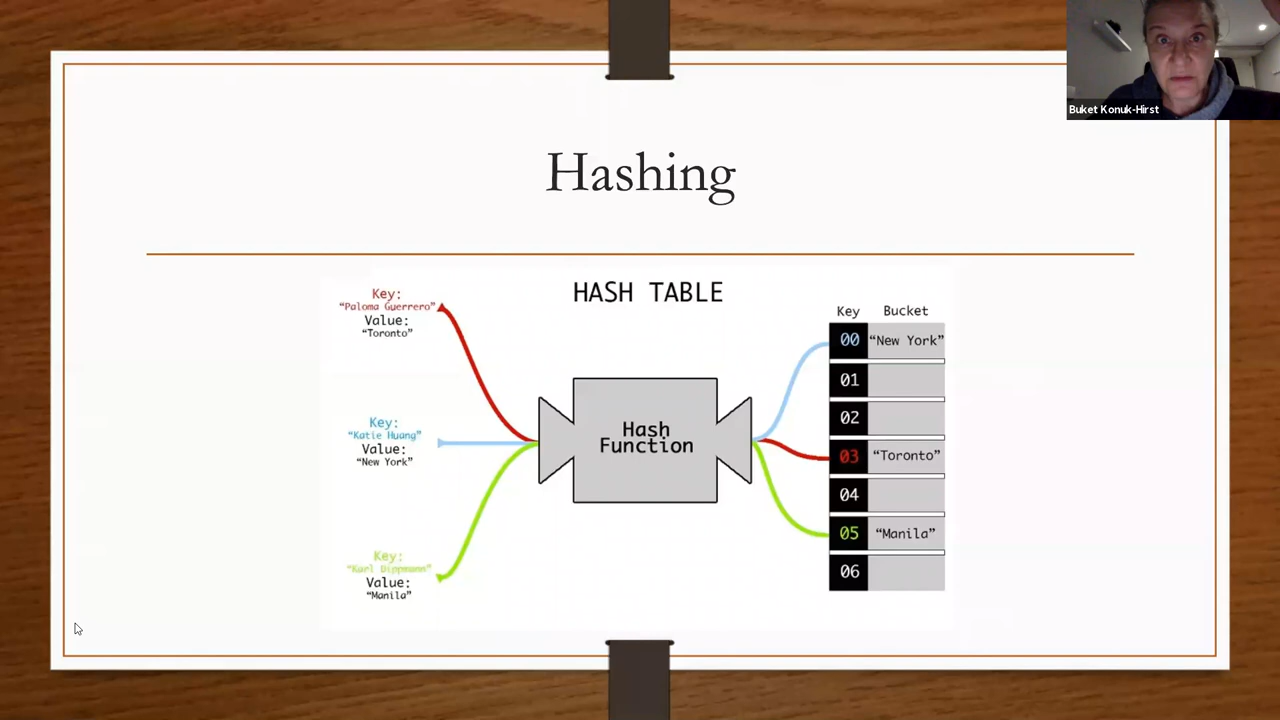 Buket Konuk-Hirst
Hashing
HASH TABLE
Key:
“Paloma Guerrero”
Value:
“Toronto”
Key:
“Katie Huang”
Value:
“New York”
Key:
“Karl Dippmann”
Value:
“Manila”
Hash
Function
Key Bucket
00 “New York”
01
02
03 “Toronto”
04
05 “Manila”
06